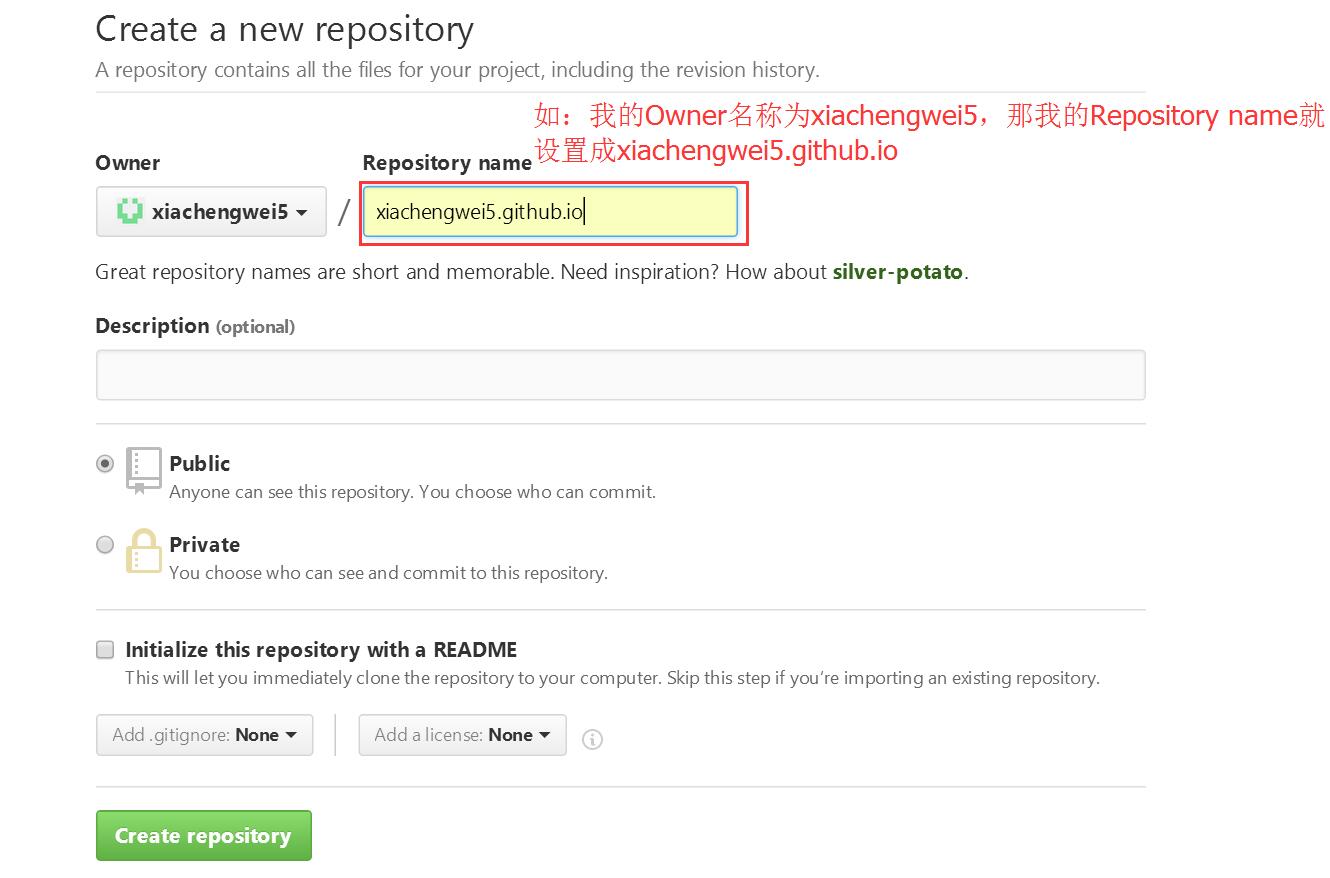 Create a new repository
A repository contains all the files for your project, including the revision history.
如：我的Owner名称为xiachengwei5，那我的Repository name就
设置成xiachengwei5.github.io
Owner
Repository name
xiachengwei5 / xiachengwei5.github.io
Great repository names are short and memorable. Need inspiration? How about silver-potato.
Description (optional)
Public
Anyone can see this repository. You choose who can commit.
Private
You choose who can see and commit to this repository.
Initialize this repository with a README
This will let you immediately clone the repository to your computer. Skip this step if you’re importing an existing repository.
Add .gitignore: None
Add a license: None
Create repository